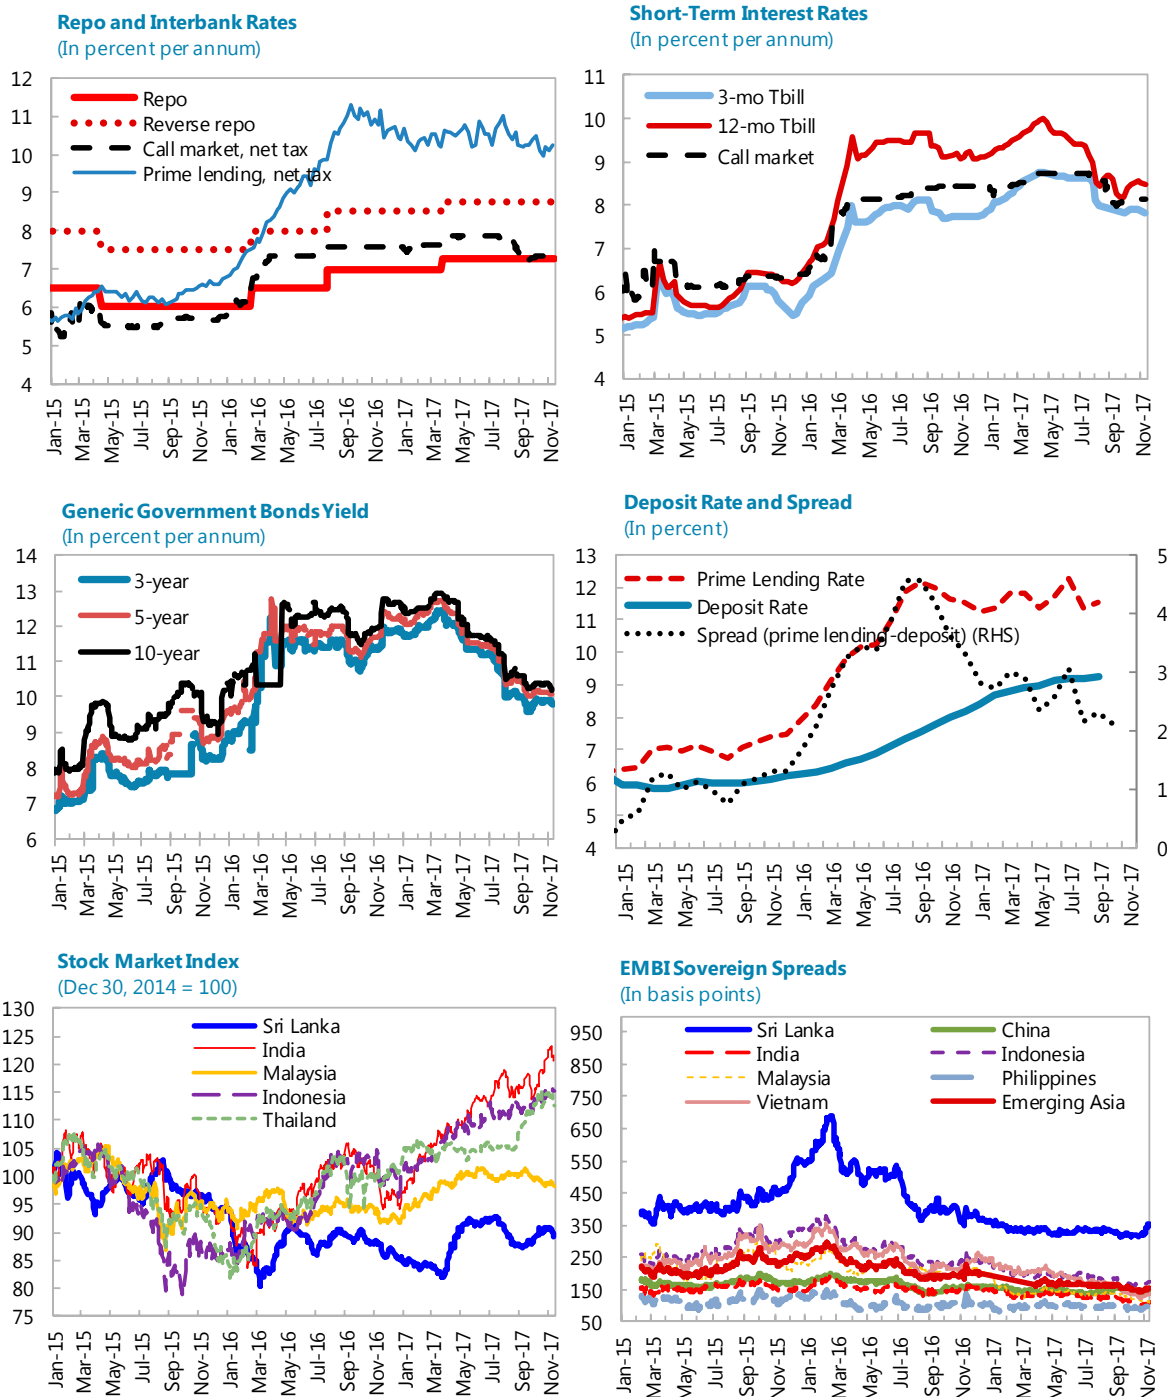 Repo and Interbank Rates
(In percent per annum)
12
11
10
9
8
7
6
5
4
Repo
Reverse repo
Call market, net tax
Prime lending, net tax
Jan-15 Mar-15 May-15 Jul-15 Sep-15 Nov-15 Jan-16 Mar-16 May-16 Jul-16 Sep-16 Nov-16 Jan-17 Mar-17 May-17 Jul-17 Sep-17 Nov-17
Short-Term Interest Rates
(In percent per annum)
11
10
9
8
7
6
5
4
3-mo Tbill
12-mo Tbill
Call market
Jan-15 Mar-15 May-15 Jul-15 Sep-15 Nov-15 Jan-16 Mar-16 May-16 Jul-16 Sep-16 Nov-16 Jan-17 Mar-17 May-17 Jul-17 Sep-17 Nov-17
Generic Government Bonds Yield
(In percent per annum)
14
13
12
11
10
9
8
7
6
3-year
5-year
10-year
Jan-15 Mar-15 May-15 Jul-15 Sep-15 Nov-15 Jan-16 Mar-16 May-16 Jul-16 Sep-16 Nov-16 Jan-17 Mar-17 May-17 Jul-17 Sep-17 Nov-17
Deposit Rate and Spread
(In percent)
13
12
11
10
9
8
7
6
5
4
Prime Lending Rate
Deposit Rate
Spread (prime lending-deposit) (RHS)
5
4
3
2
1
0
Jan-15 Mar-15 May-15 Jul-15 Sep-15 Nov-15 Jan-16 Mar-16 May-16 Jul-16 Sep-16 Nov-16 Jan-17 Mar-17 May-17 Jul-17 Sep-17 Nov-17
Stock Market Index
(Dec 30, 2014 = 100)
130
125
120
115
110
105
100
95
90
85
80
75
Sri Lanka
India
Malaysia
Indonesia
Thailand
Jan-15 Mar-15 May-15 Jul-15 Sep-15 Nov-15 Jan-16 Mar-16 May-16 Jul-16 Sep-16 Nov-16 Jan-17 Mar-17 May-17 Jul-17 Sep-17 Nov-17
EMBI Sovereign Spreads
(In basis points)
950
850
750
650
550
450
350
250
150
50
Sri Lanka
China
India
Indonesia
Malaysia
Philippines
Vietnam
Emerging Asia
Jan-15 Mar-15 May-15 Jul-15 Sep-15 Nov-15 Jan-16 Mar-16 May-16 Jul-16 Sep-16 Nov-16 Jan-17 Mar-17 May-17 Jul-17 Sep-17 Nov-17